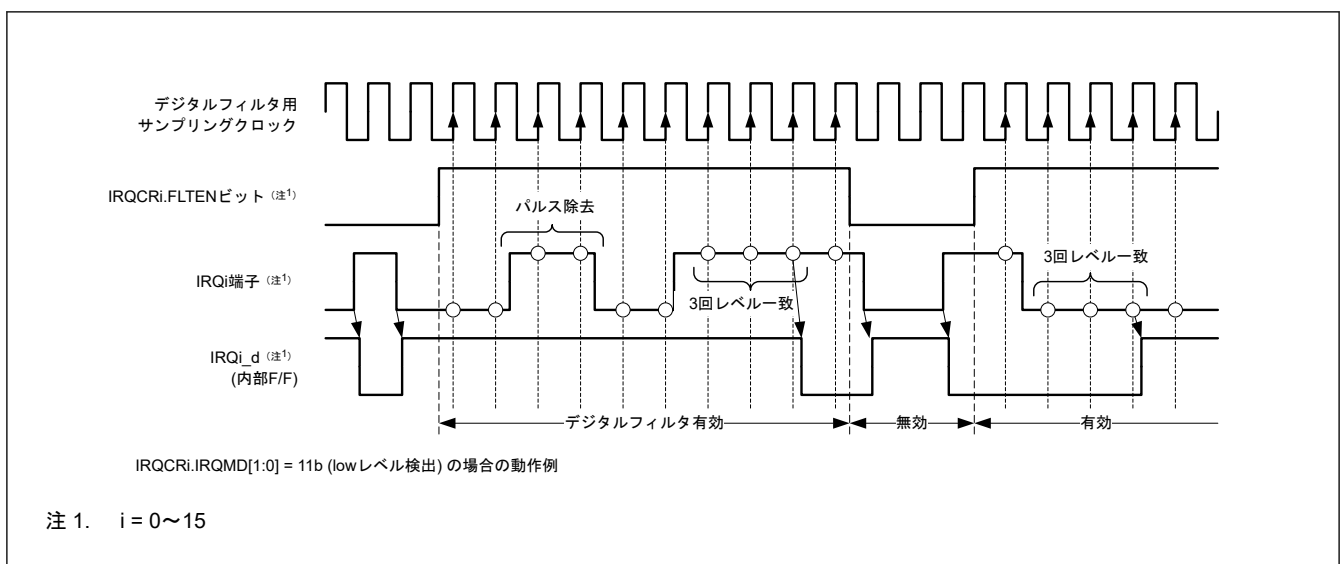 デジタルフィルタ用
サンプリングクロック
IRQCRi.FLTENビット（注1）
パルス除去
IRQi端子（注1）
3回レベル一致
3回レベル一致
IRQi_d（注1）
(内部F/F)
デジタルフィルタ有効
無効
有効
IRQCRi.IRQMD[1:0] = 11b (lowレベル検出) の場合の動作例
注 1. i = 0～15